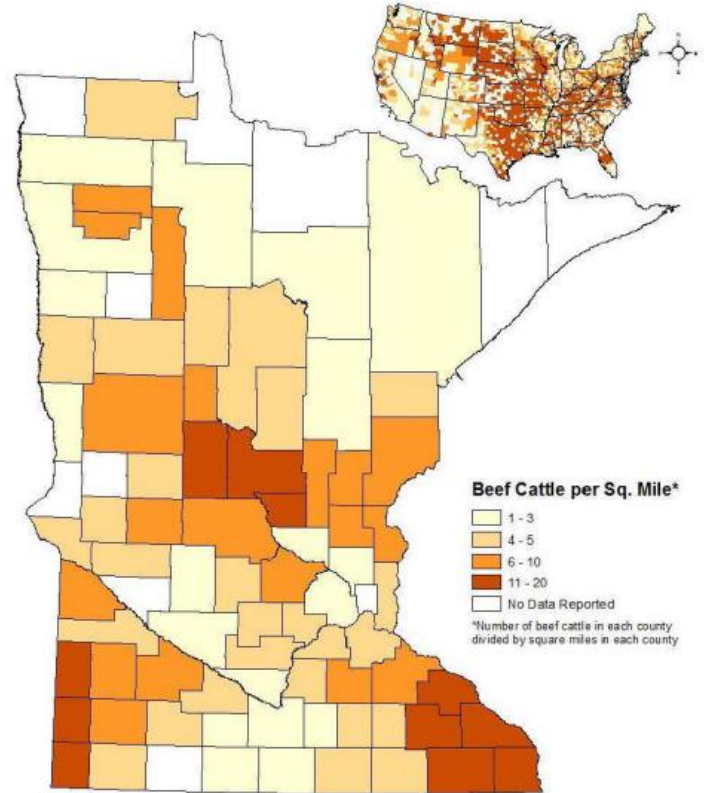 Beef Cattle per Sq. Mile*
1 - 3
4 - 5
6 - 10
11 - 20
No Data Reported
*Number of beef cattle in each county
divided by square miles in each county